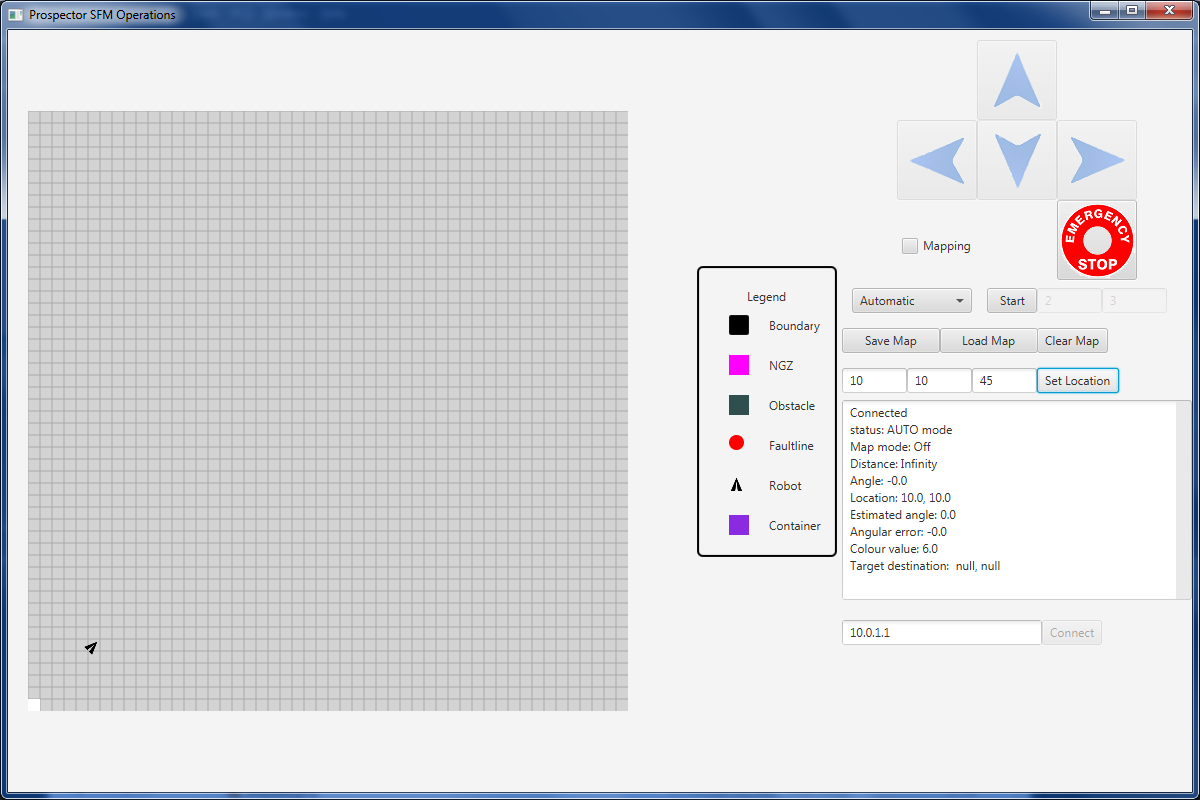 Prospector SFM Operations
EMERGENCY
STOP
Mapping
Automatic Start 2 3
Save Map Load Map Clear Map
10 10 45 Set Location
Legend
Boundary
NGZ
Obstacle
Faultline
Robot
Container
Connected
status: AUTO mode
Map mode: Off
Distance: Infinity
Angle: -0.0
Location: 10.0, 10.0
Estimated angle: 0.0
Angular error: -0.0
Colour value: 6.0
Target destination:  null, null
10.0.1.1 Connect